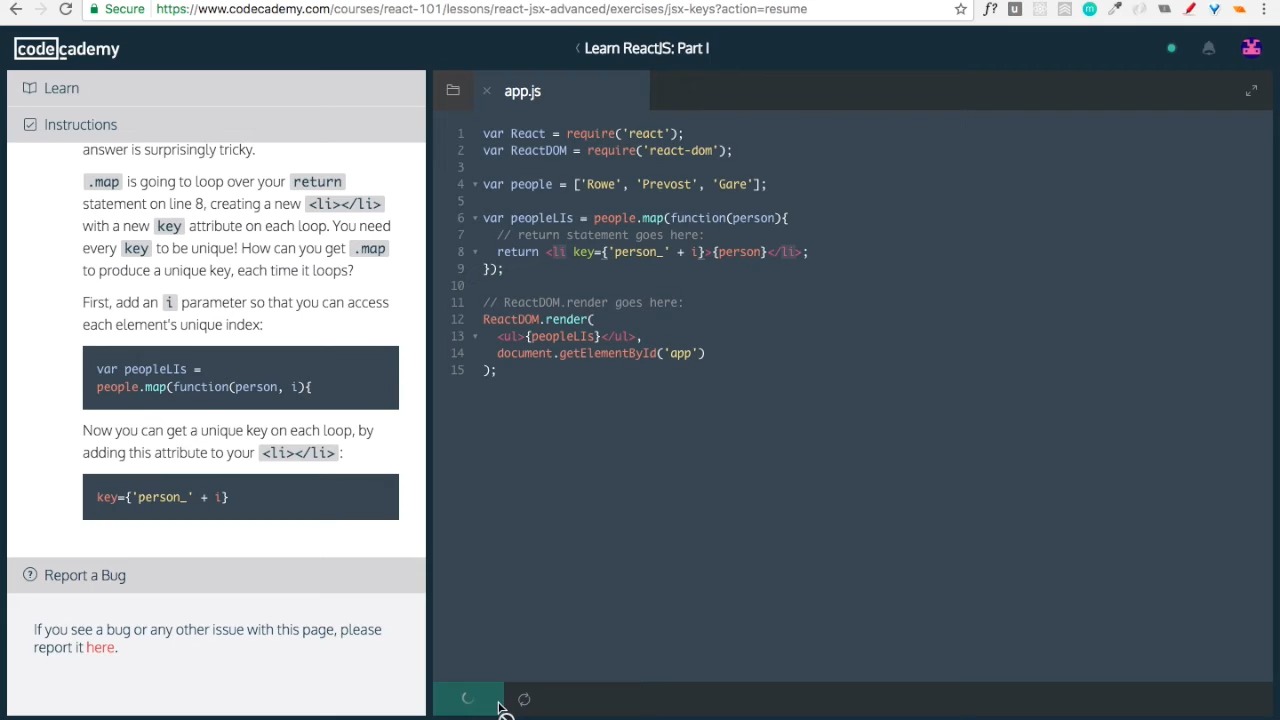 Secure https://www.codecademy.com/courses/react-101/lessons/react-jsx-advanced/exercises/jsx-keys?action=resume
codecademy
Learn ReactJS: Part I
Learn
Instructions
answer is surprisingly tricky.
.map is going to loop over your return
statement on line 8, creating a new <li></li>
with a new key attribute on each loop. You need
every key to be unique! How can you get .map
to produce a unique key, each time it loops?
First, add an i parameter so that you can access
each element's unique index:
var peopleLIs =
people.map(function(person, i){
Now you can get a unique key on each loop, by
adding this attribute to your <li></li>:
key={'person_' + i}
Report a Bug
If you see a bug or any other issue with this page, please
report it here.
app.js
1 var React = require('react');
2 var ReactDOM = require('react-dom');
3
4 var people = ['Rowe', 'Prevost', 'Gare'];
5
6 var peopleLIs = people.map(function(person){
7 // return statement goes here:
8 return <li key={'person_' + i}>{person}</li>;
9 });
10
11 // ReactDOM.render goes here:
12 ReactDOM.render(
13 <ul>{peopleLIs}</ul>,
14 document.getElementById('app')
15 );